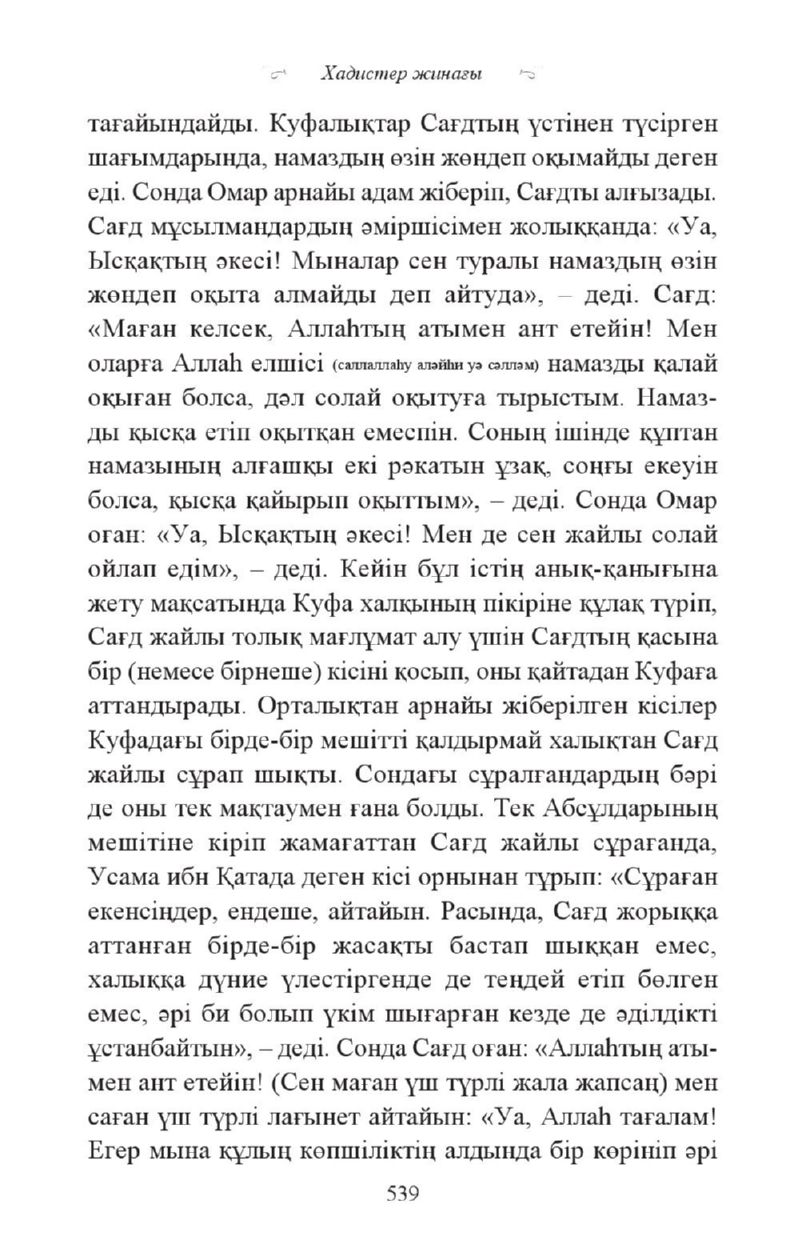 Хадистер жинағы
тағайындайды. Куфалықтар Сағдтың үстінен түсірген
шағымдарында, намаздың өзін жөндеп оқымайды деген
еді. Сонда Омар арнайы адам жіберіп, Сағдты алғызады.
Сағд мұсылмандардың әміршісімен жолыққанда: «Уа,
Ысқақтың әкесі! Мыналар сен туралы намаздың өзін
жөндеп оқыта алмайды деп айтуда», – деді. Сағд:
«Маған келсек, Аллаһтың атымен ант етейін! Мен
оларға Аллаһ елшісі (саллаллаһу аләйһи уә сәлләм) намазды қалай
оқыған болса, дәл солай оқытуға тырыстым. Намаз-
ды қысқа етіп оқытқан емеспін. Соның ішінде құптан
намазының алғашқы екі рәкатын ұзақ, соңғы екеуін
болса, қысқа қайырып оқыттым», – деді. Сонда Омар
оған: «Уа, Ысқақтың әкесі! Мен де сен жайлы солай
ойлап едім», – деді. Кейін бұл істің анық-қанығына
жету мақсатында Куфа халқының пікіріне құлақ түріп,
Сағд жайлы толық мағлұмат алу үшін Сағдтың қасына
бір (немесе бірнеше) кісіні қосып, оны қайтадан Куфаға
аттандырады. Орталықтан арнайы жіберілген кісілер
Куфадағы бірде-бір мешітті қалдырмай халықтан Сағд
жайлы сұрап шықты. Сондағы сұралғандардың бәрі
де оны тек мақтаумен ғана болды. Тек Абсұлдарының
мешітіне кіріп жамағаттан Сағд жайлы сұрағанда,
Усама ибн Қатада деген кісі орнынан тұрып: «Сұраған
екенсіңдер, ендеше, айтайын. Расында, Сағд жорыққа
аттанған бірде-бір жасақты бастап шыққан емес,
халыққа дүние үлестіргенде де теңдей етіп бөлген
емес, әрі би болып үкім шығарған кезде де әділдікті
ұстанбайтын», – деді. Сонда Сағд оған: «Аллаһтың аты-
мен ант етейін! (Сен маған үш түрлі жала жапсаң) мен
саған үш түрлі лағынет айтайын: «Уа, Аллаһ тағалам!
Егер мына құлың көпшіліктің алдында бір көрініп әрі
539